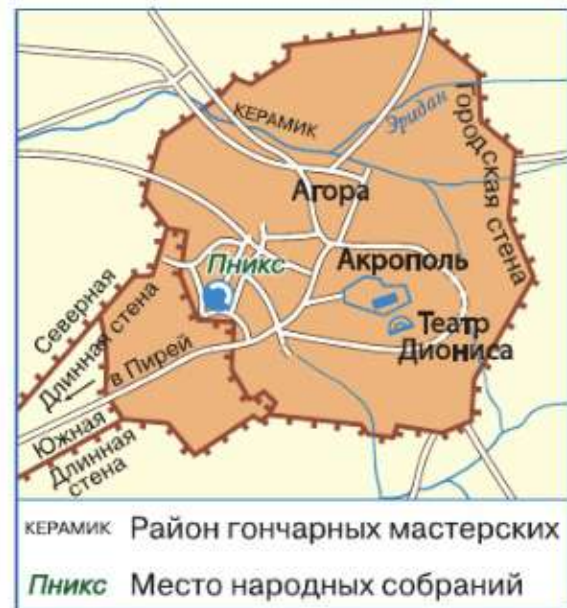 КЕРАМИК
Эридан
Городская стена
Агора
Акрополь
Пникс
Театр
Диониса
Северная
Длинная стена
в Пирей
Южная
Длинная
стена
КЕРАМИК Район гончарных мастерских
Пникс Место народных собраний